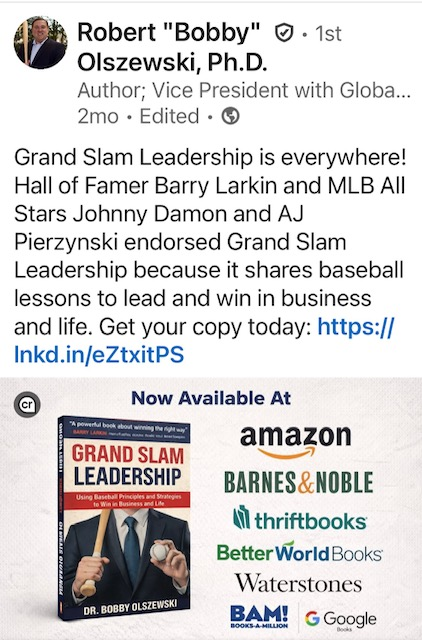 Robert "Bobby" • 1st
Olszewski, Ph.D.
Author; Vice President with Globa...
2mo • Edited •
Grand Slam Leadership is everywhere!
Hall of Famer Barry Larkin and MLB All
Stars Johnny Damon and AJ
Pierzynski endorsed Grand Slam
Leadership because it shares baseball
lessons to lead and win in business
and life. Get your copy today: https://
lnkd.in/eZtxitPS
cr
Now Available At
"A powerful book about winning the right way"
BARRY LARKIN
GRAND SLAM
LEADERSHIP
Using Baseball Principles and Strategies
to Win in Business and Life
DR. BOBBY OLSZEWSKI
amazon
BARNES&NOBLE
thriftbooks
BetterWorldBooks
Waterstones
BAM!
BOOKS-A-MILLION
Google
Books